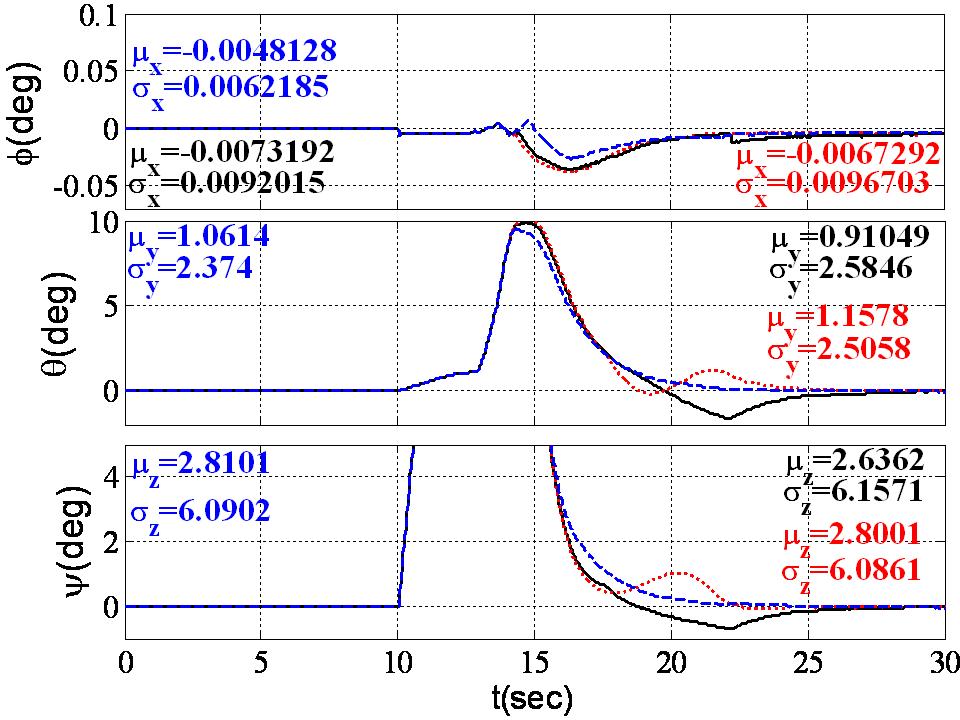 0.1
0.05
0
-0.05
ϕ(deg)
μx=-0.0048128
σx=0.0062185
μx=-0.0073192
σx=0.0092015
μx=-0.0067292
σx=0.0096703
10
5
0
θ(deg)
μy=1.0614
σy=2.374
μy=0.91049
σy=2.5846
μy=1.1578
σy=2.5058
4
2
0
ψ(deg)
μz=2.8101
σz=6.0902
μz=2.6362
σz=6.1571
μz=2.8001
σz=6.0861
0 5 10 15 20 25 30
t(sec)